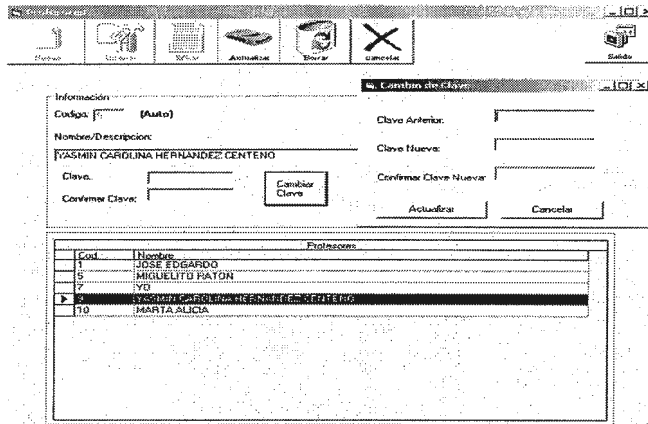 Actualizar Borrar Cancelar Salida
Cambio de Clave
Información
Codigo: (Auto)
Nombre/Descripcion:
YASMIN CAROLINA HERNANDEZ CENTENO
Clave:
Confirmar Clave:
Cambiar
Clave
Clave Anterior:
Clave Nueva:
Confirmar Clave Nueva:
Actualizar Cancelar
Profesores
Cod. Nombre
1 JOSE EDGARDO
5 MIGUELITO RATON
7 YO
9 YASMIN CAROLINA HERNANDEZ CENTENO
10 MARTA ALICIA